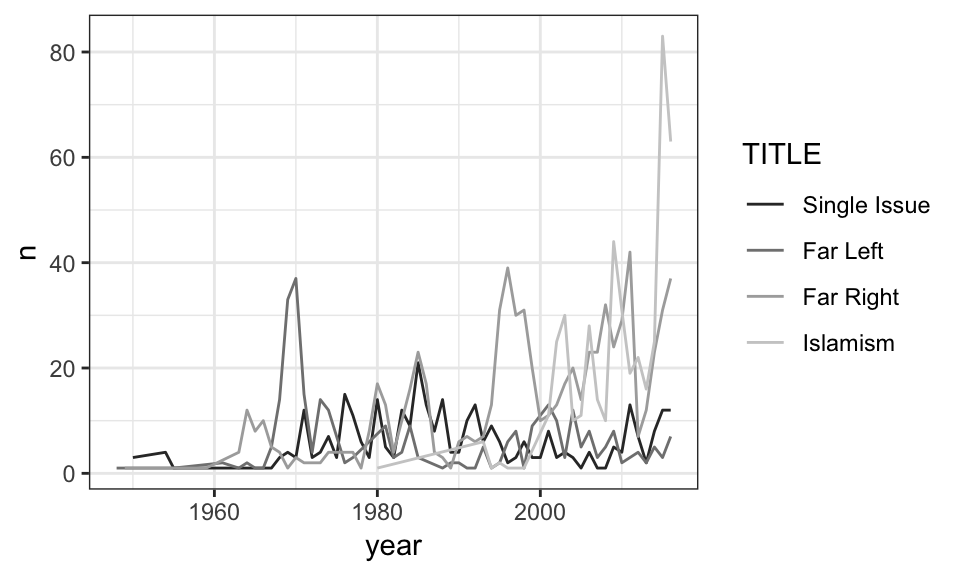 80
60
40
20
0
n
1960 1980 2000
year
TITLE
Single Issue
Far Left
Far Right
Islamism